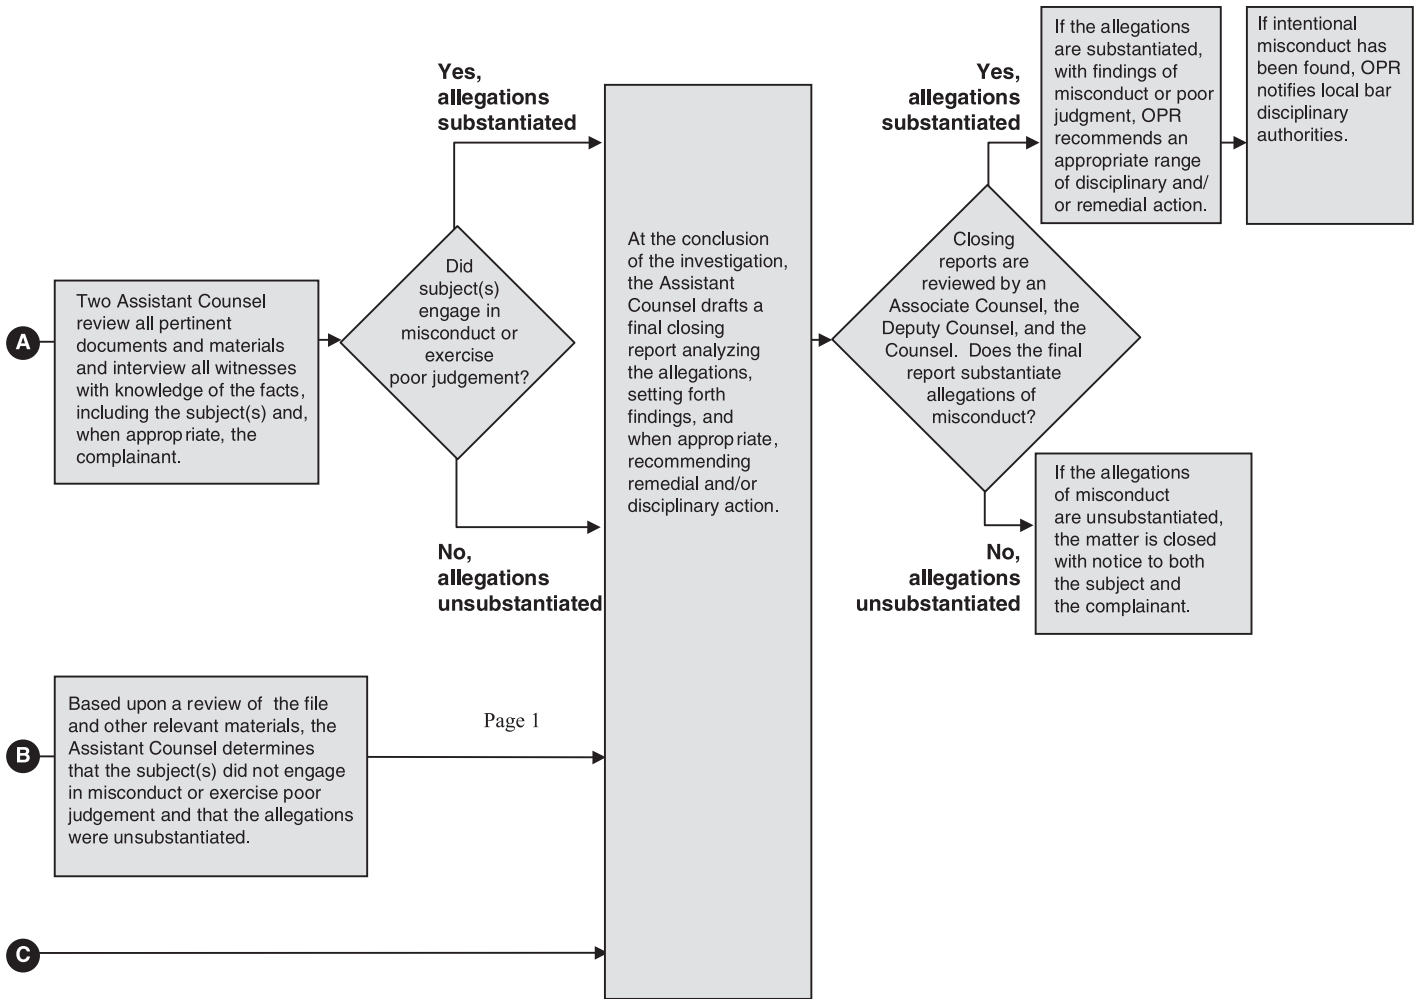 A
Two Assistant Counsel
review all pertinent
documents and materials
and interview all witnesses
with knowledge of the facts,
including the subject(s) and,
when appropriate, the
complainant.
Did
subject(s)
engage in
misconduct or
exercise
poor judgement?
Yes,
allegations
substantiated
No,
allegations
unsubstantiated
B
Based upon a review of the file
and other relevant materials, the
Assistant Counsel determines
that the subject(s) did not engage
in misconduct or exercise poor
judgement and that the allegations
were unsubstantiated.
Page 1
C
At the conclusion
of the investigation,
the Assistant
Counsel drafts a
final closing
report analyzing
the allegations,
setting forth
findings, and
when appropriate,
recommending
remedial and/or
disciplinary action.
Closing
reports are
reviewed by an
Associate Counsel, the
Deputy Counsel, and the
Counsel. Does the final
report substantiate
allegations of
misconduct?
Yes,
allegations
substantiated
If the allegations
are substantiated,
with findings of
misconduct or poor
judgment, OPR
recommends an
appropriate range
of disciplinary and/
or remedial action.
If intentional
misconduct has
been found, OPR
notifies local bar
disciplinary
authorities.
No,
allegations
unsubstantiated
If the allegations
of misconduct
are unsubstantiated,
the matter is closed
with notice to both
the subject and
the complainant.